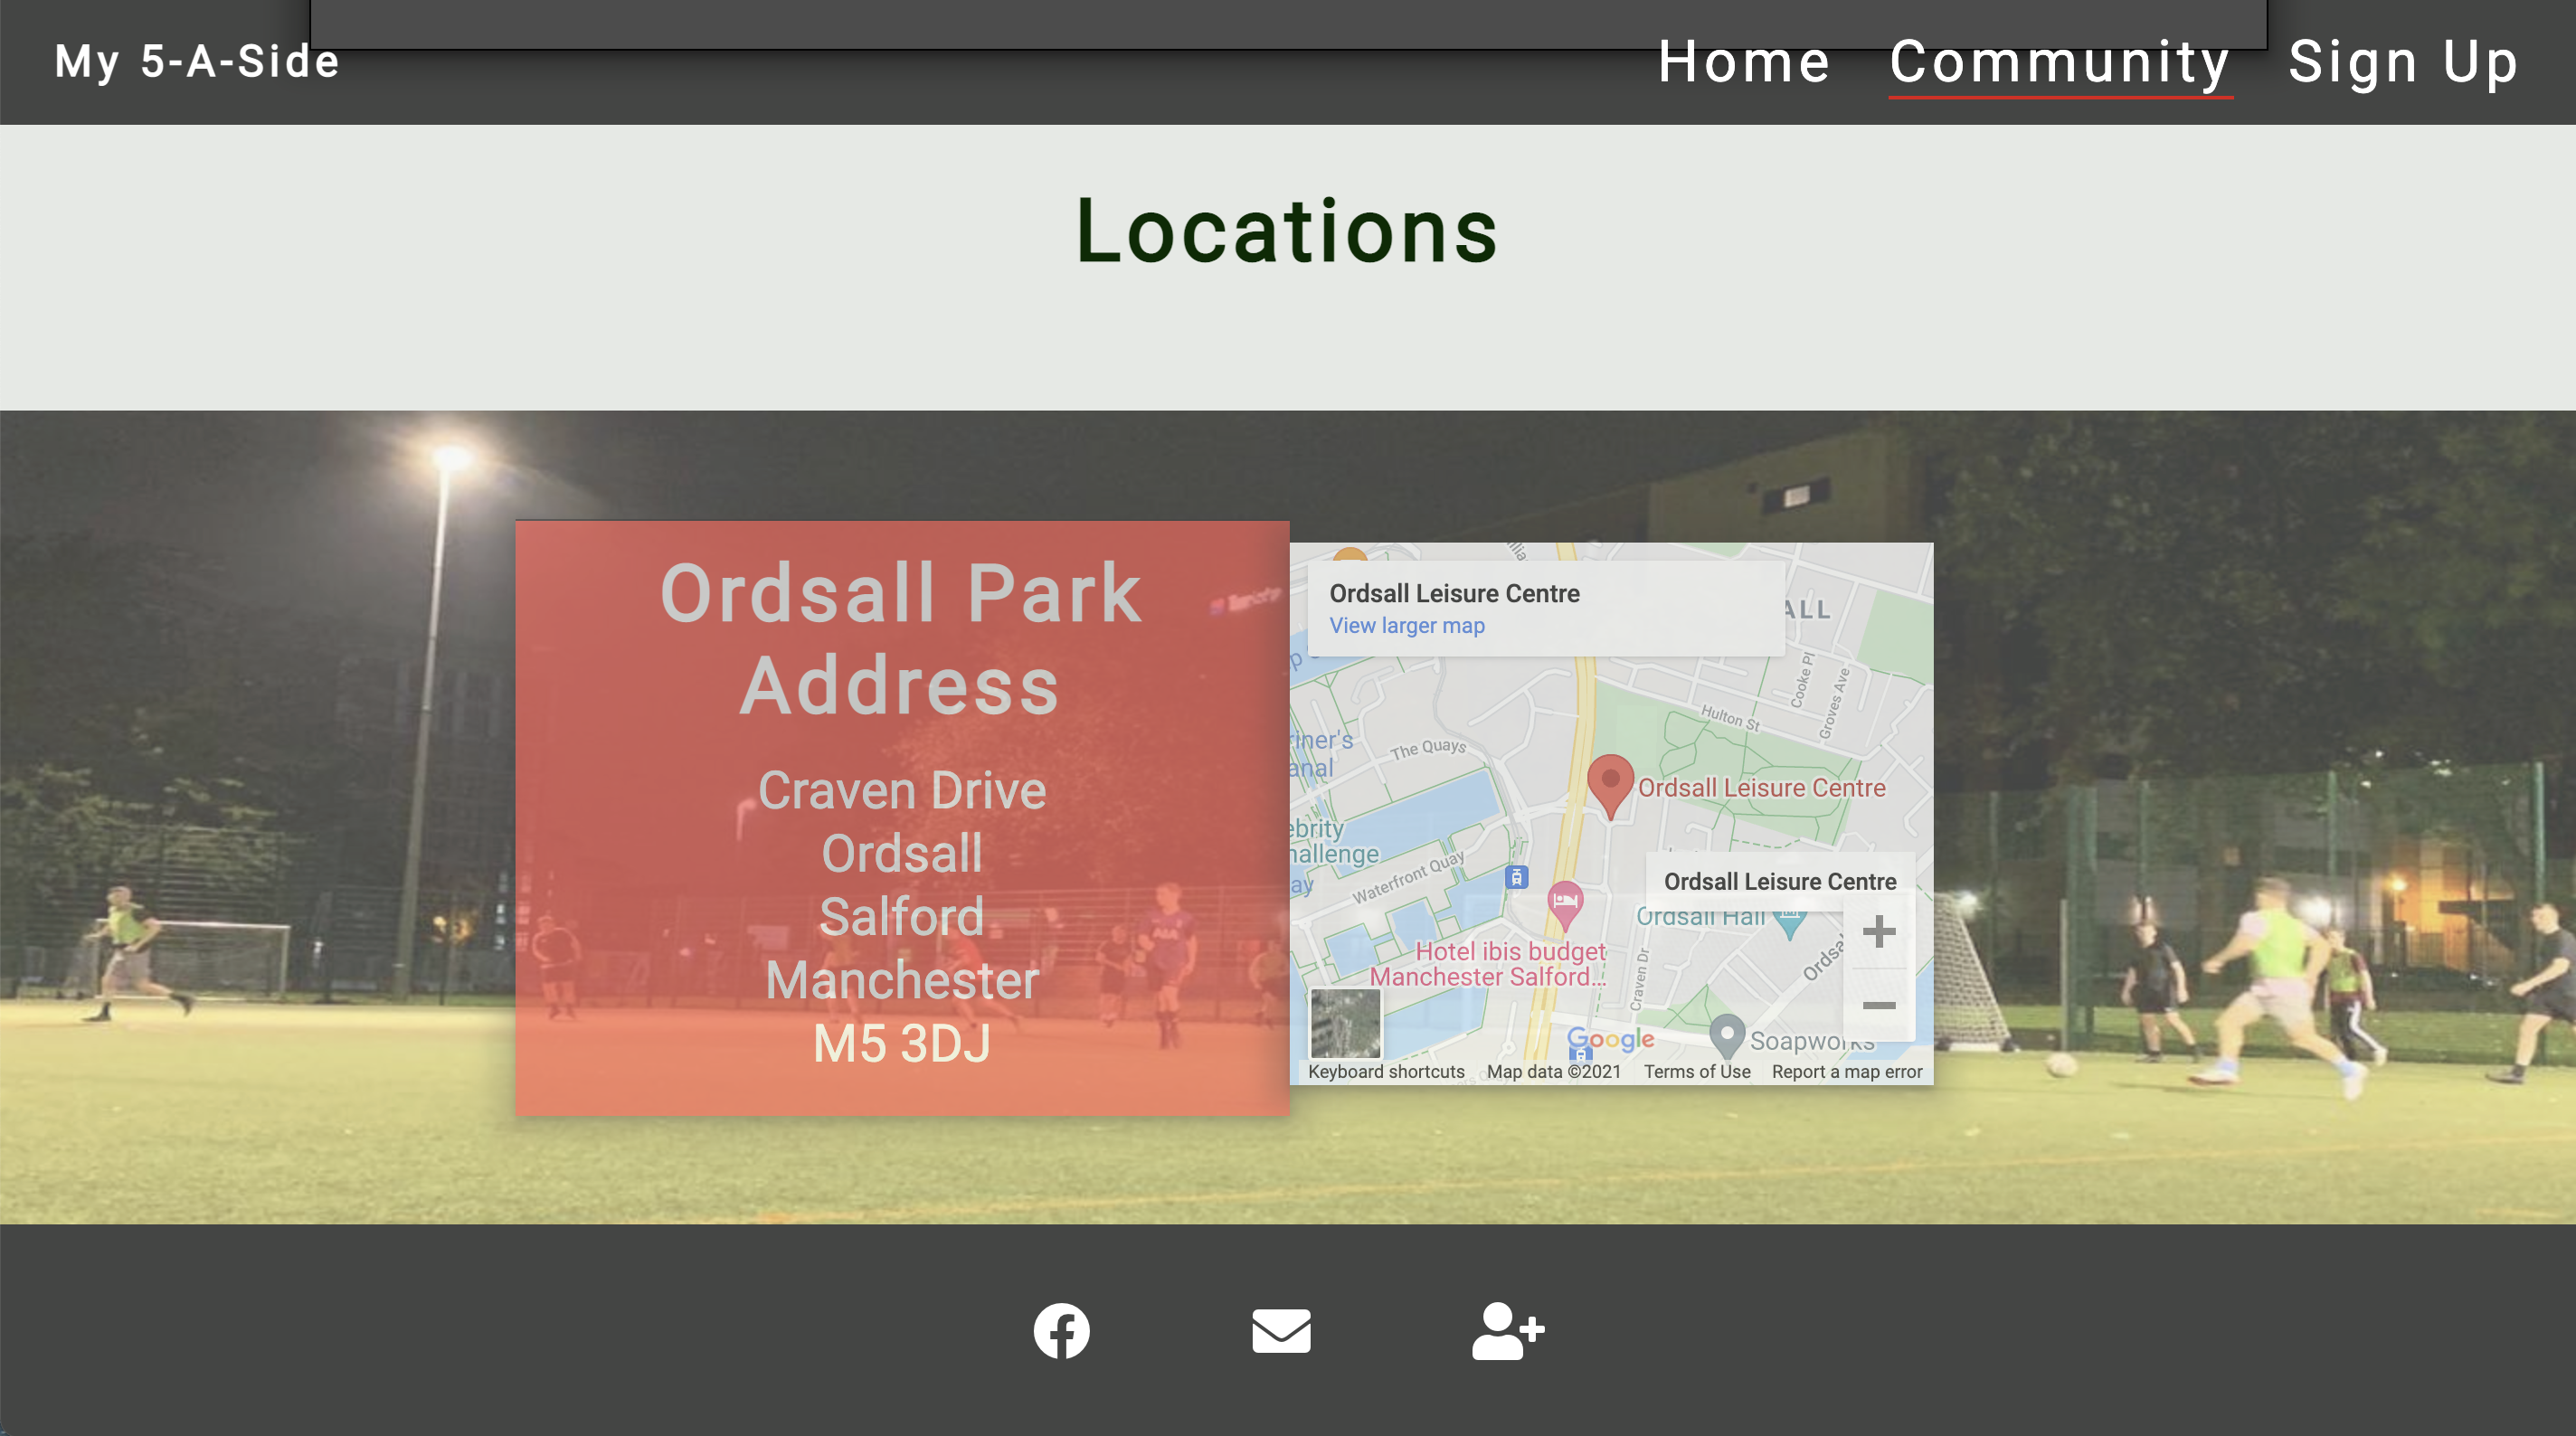 My 5-A-Side
Home Community Sign Up
Locations
Ordsall Park
Address
Craven Drive
Ordsall
Salford
Manchester
M5 3DJ
Ordsall Leisure Centre
View larger map
ALL
Cooke Pl
Groves Ave
Hulton St
The Quays
riner's
anal
Ordsall Leisure Centre
ebrity
hallenge
ay
Waterfront Quay
Ordsall Leisure Centre
Ordsall Hall
Ordsa
Hotel ibis budget
Manchester Salford...
Craven Dr
Google
Soapworks
Keyboard shortcuts Map data ©2021 Terms of Use Report a map error
AIA